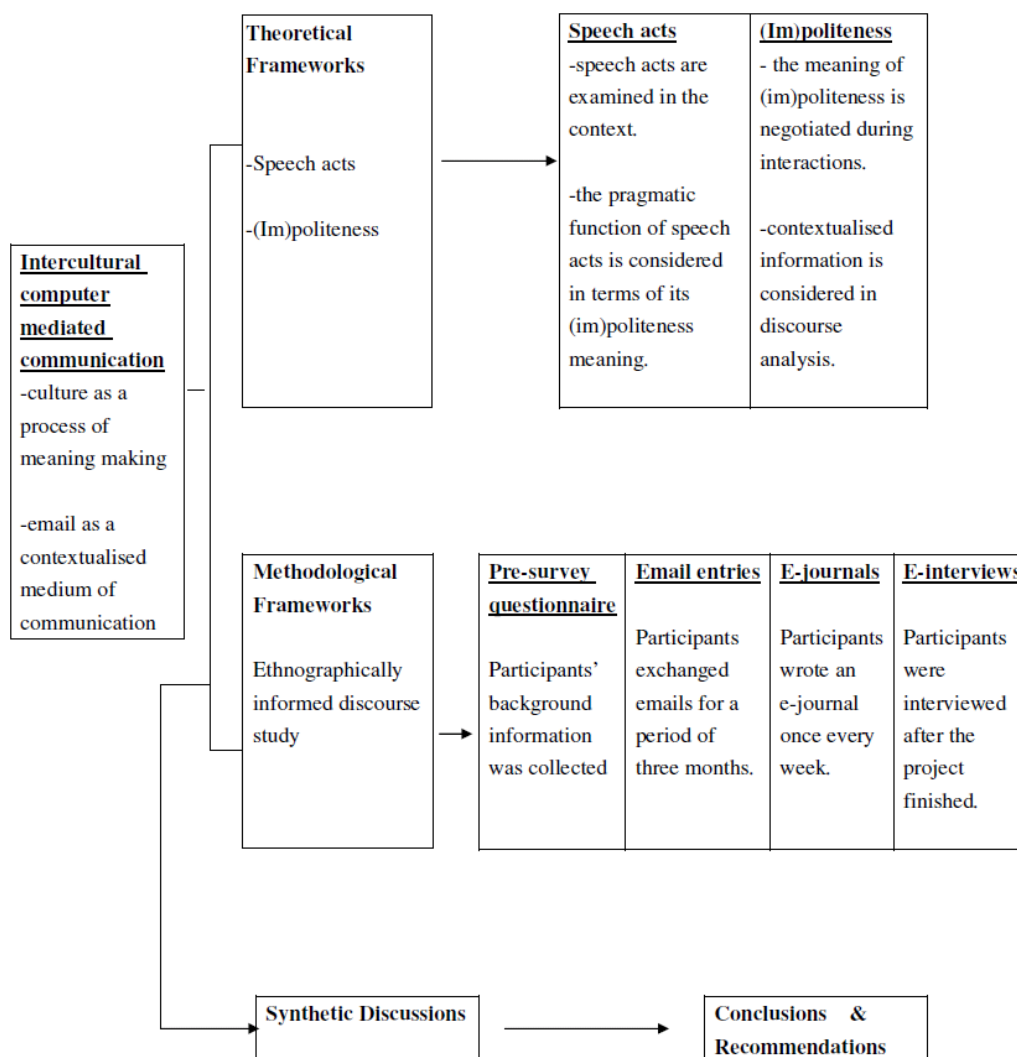 Theoretical
Frameworks
-Speech acts
-(Im)politeness
Speech acts
-speech acts are
examined in the
context.
-the pragmatic
function of speech
acts is considered
in terms of its
(im)politeness
meaning.
(Im)politeness
- the meaning of
(im)politeness is
negotiated during
interactions.
-contextualised
information is
considered in
discourse
analysis.
Intercultural
computer
mediated
communication
-culture as a
process of
meaning making
-email as a
contextualised
medium of
communication
Methodological
Frameworks
Ethnographically
informed discourse
study
Pre-survey
questionnaire
Participants’
background
information
was collected
Email entries
Participants
exchanged
emails for a
period of
three months.
E-journals
Participants
wrote an
e-journal
once every
week.
E-interviews
Participants
were
interviewed
after the
project
finished.
Synthetic Discussions
Conclusions &
Recommendations